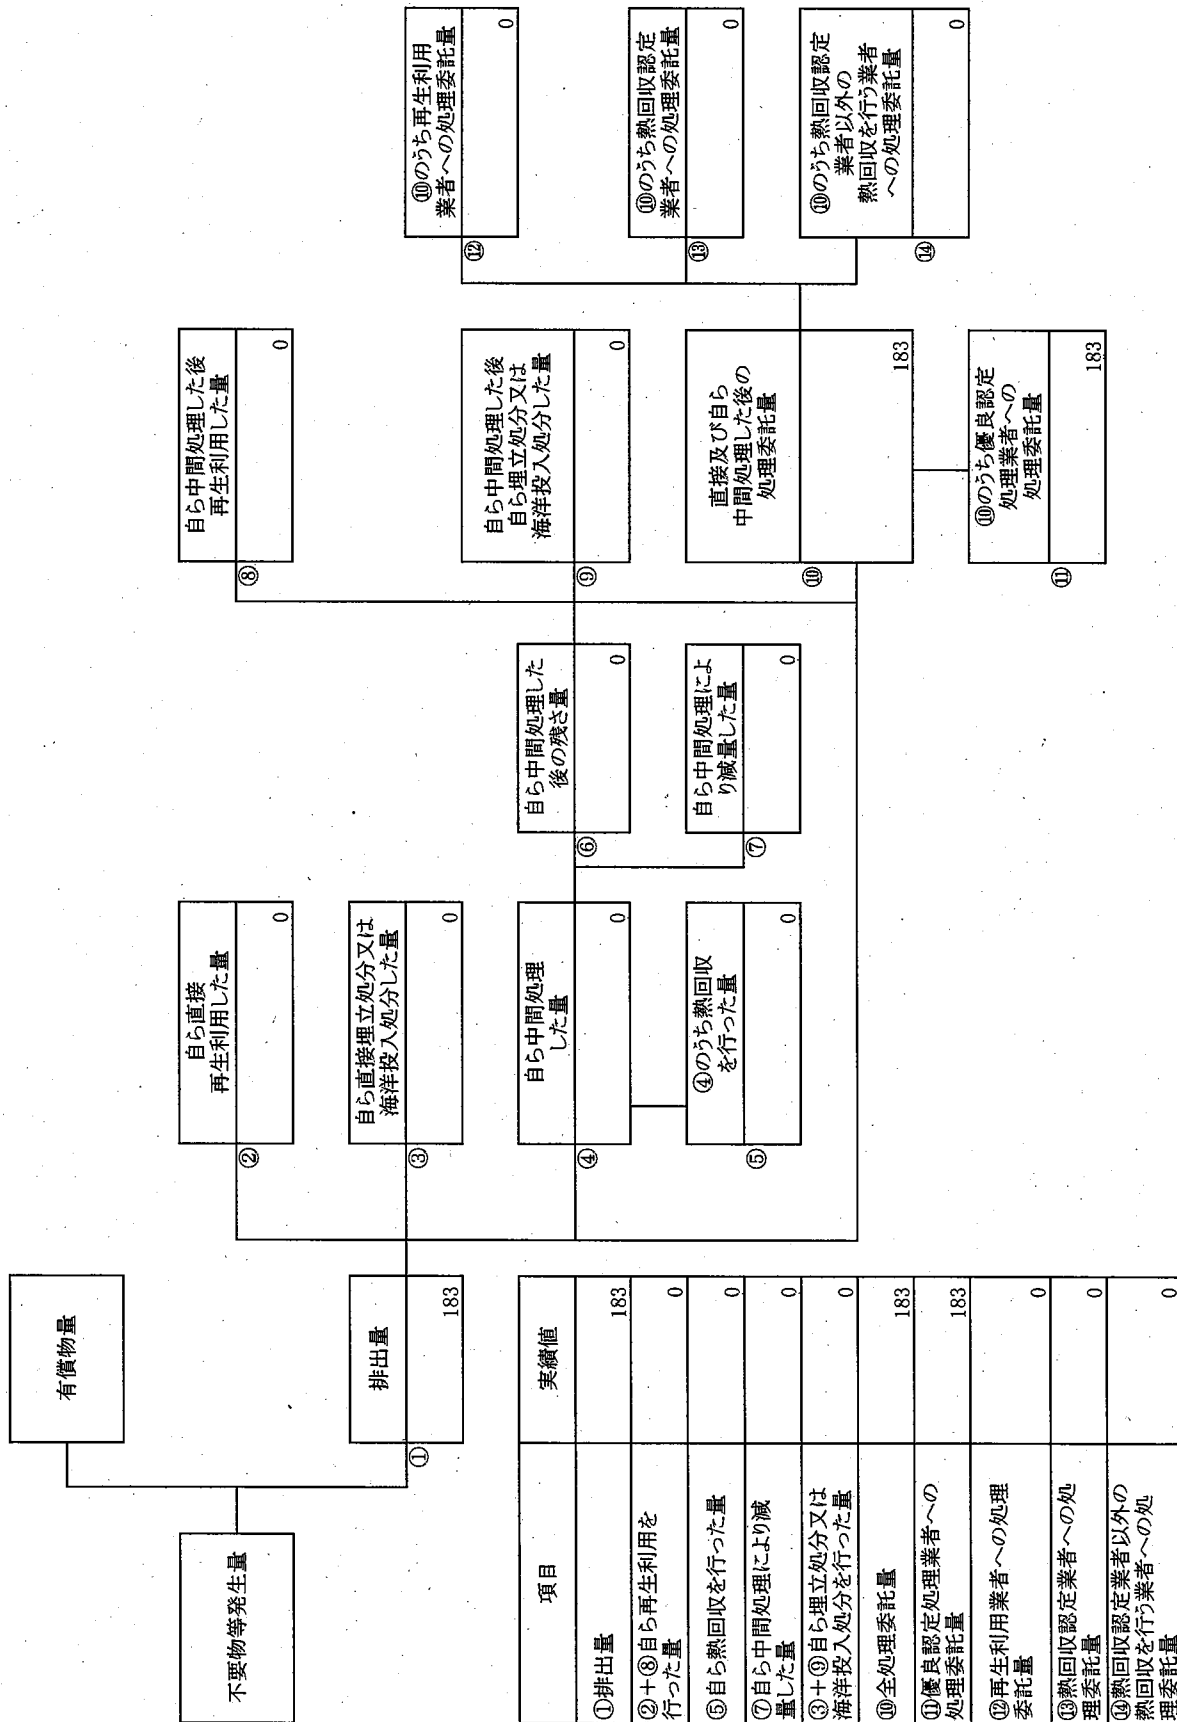 不要物等発生量
有償物量
排出量
①
183
自ら直接
再生利用した量
②
0
自ら直接埋立処分又は
海洋投入処分した量
③
0
自ら中間処理
した量
④
0
④のうち熱回収
を行った量
⑤
0
自ら中間処理した
後の残さ量
⑥
0
自ら中間処理によ
り減量した量
⑦
0
自ら中間処理した後
再生利用した量
⑧
0
自ら中間処理した後
自ら埋立処分又は
海洋投入処分した量
⑨
0
直接及び自ら
中間処理した後の
処理委託量
⑩
183
⑩のうち優良認定
処理業者への
処理委託量
⑪
183
⑩のうち再生利用
業者への処理委託量
⑫
0
⑩のうち熱回収認定
業者への処理委託量
⑬
0
⑩のうち熱回収認定
業者以外の
熱回収を行う業者
への処理委託量
⑭
0
項目 実績値
①排出量 183
②+⑧自ら再生利用を
行った量 0
⑤自ら熱回収を行った量 0
⑦自ら中間処理により減
量した量 0
③+⑨自ら埋立処分又は
海洋投入処分を行った量 0
⑩全処理委託量 183
⑪優良認定処理業者への
処理委託量 183
⑫再生利用業者への処理
委託量 0
⑬熱回収認定業者への処
理委託量 0
⑭熱回収認定業者以外の
熱回収を行う業者への処
理委託量 0